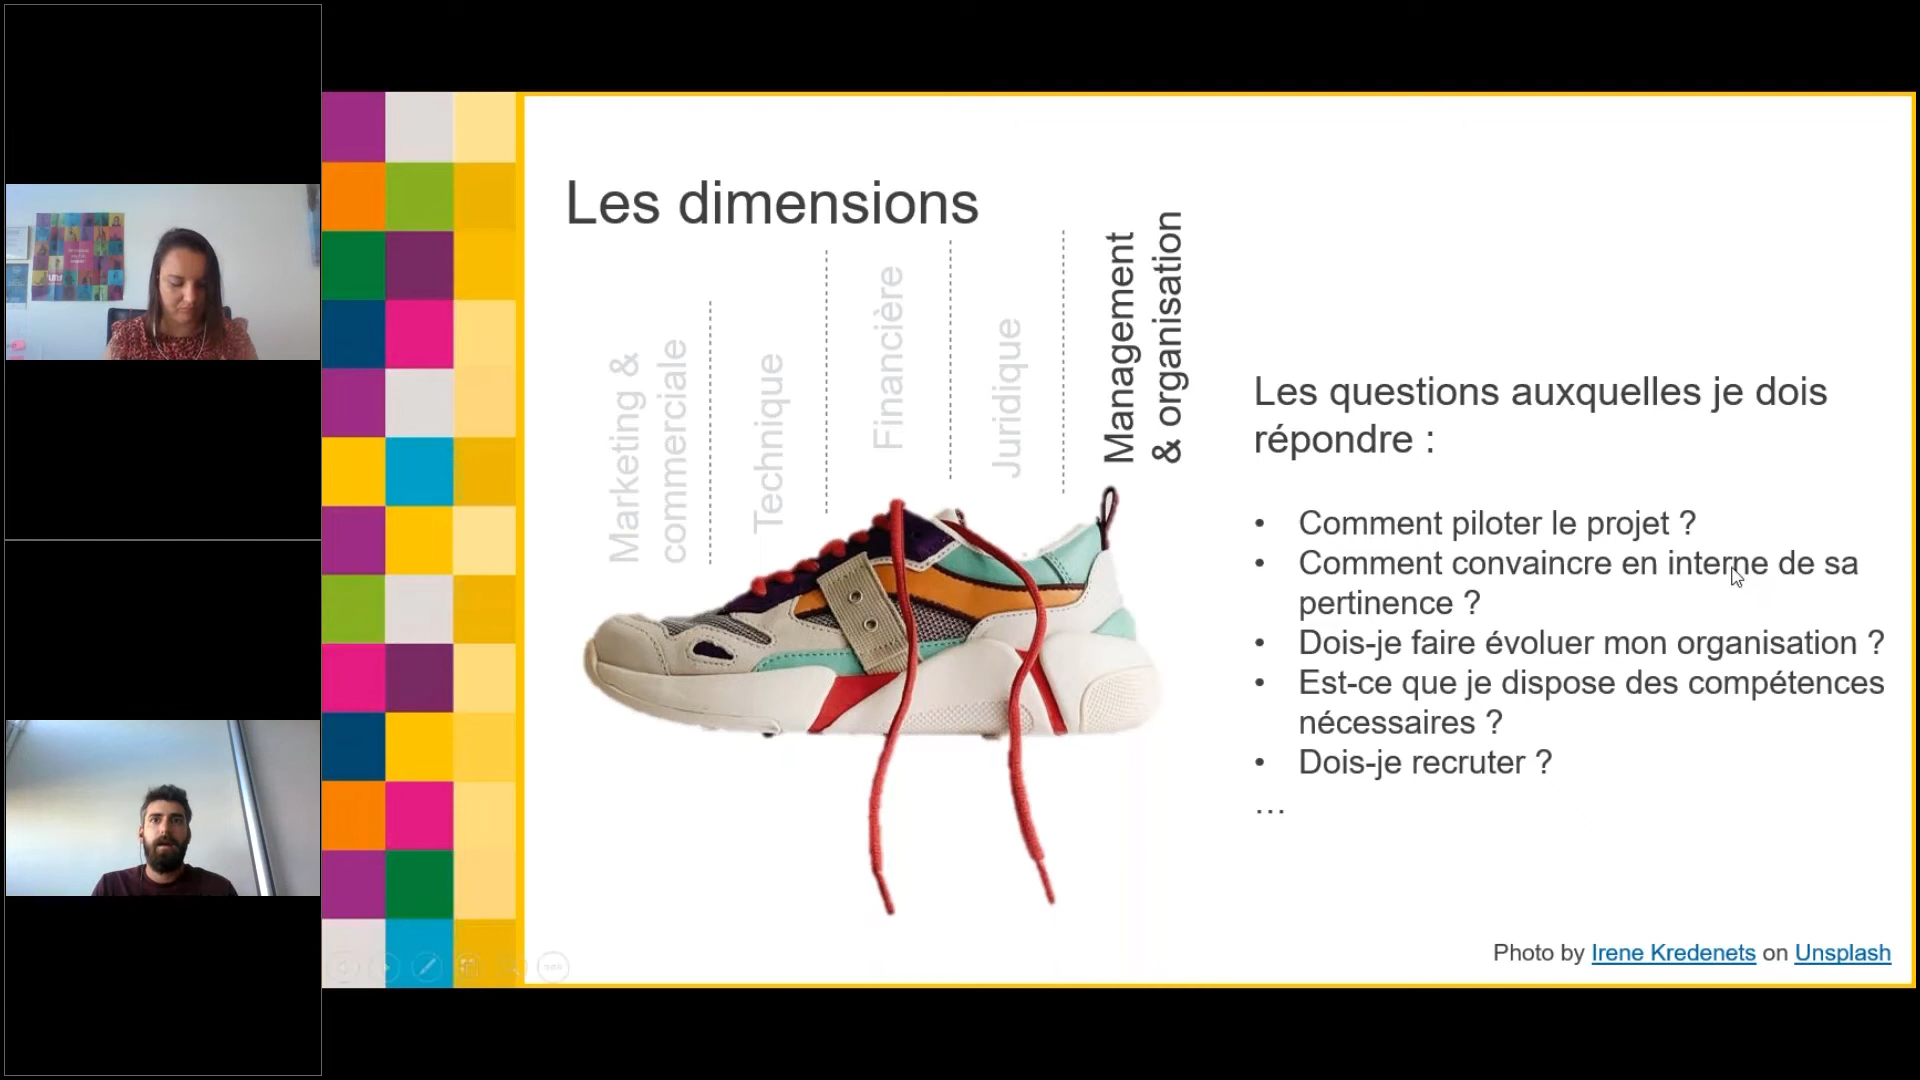 Les dimensions
Marketing &
commerciale
Technique
Financière
Juridique
Management
& organisation
Les questions auxquelles je dois
répondre :
• Comment piloter le projet ?
• Comment convaincre en interne de sa
pertinence ?
• Dois-je faire évoluer mon organisation ?
• Est-ce que je dispose des compétences
nécessaires ?
• Dois-je recruter ?
…
Photo by Irene Kredenets on Unsplash